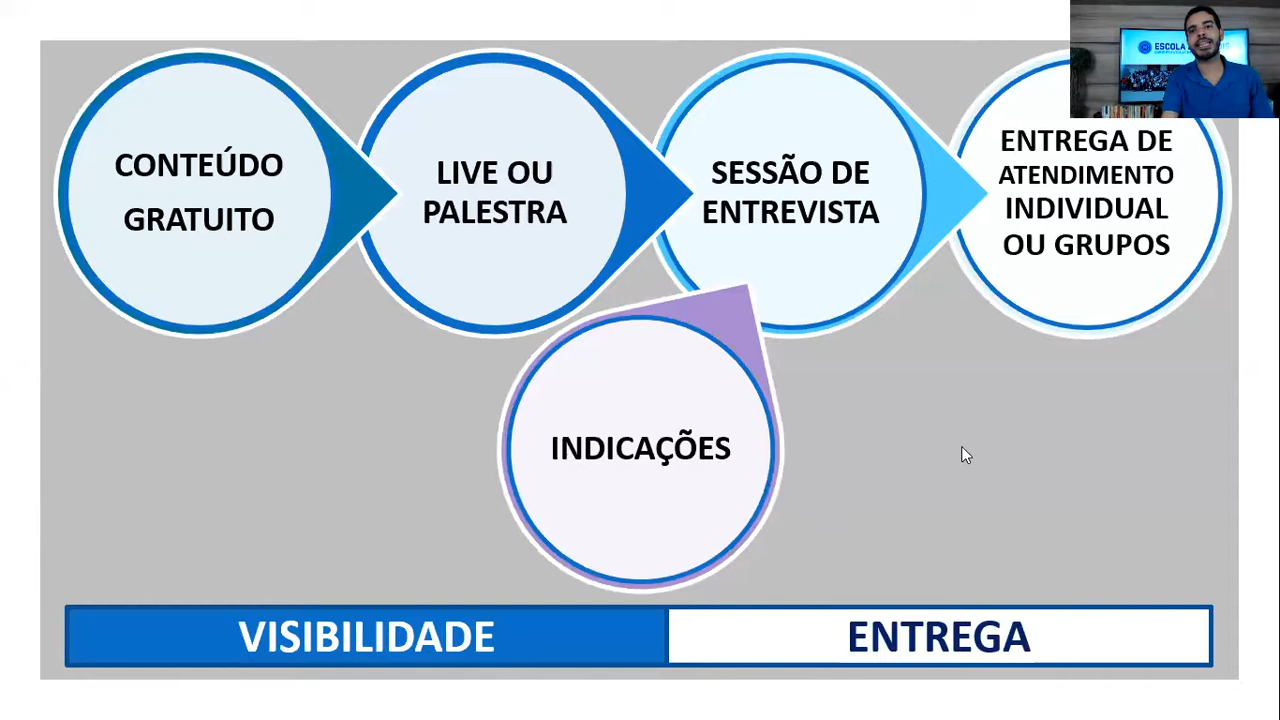 ESCOLA
CONTEÚDO
GRATUITO
LIVE OU
PALESTRA
SESSÃO DE
ENTREVISTA
ENTREGA DE
ATENDIMENTO
INDIVIDUAL
OU GRUPOS
INDICAÇÕES
VISIBILIDADE
ENTREGA